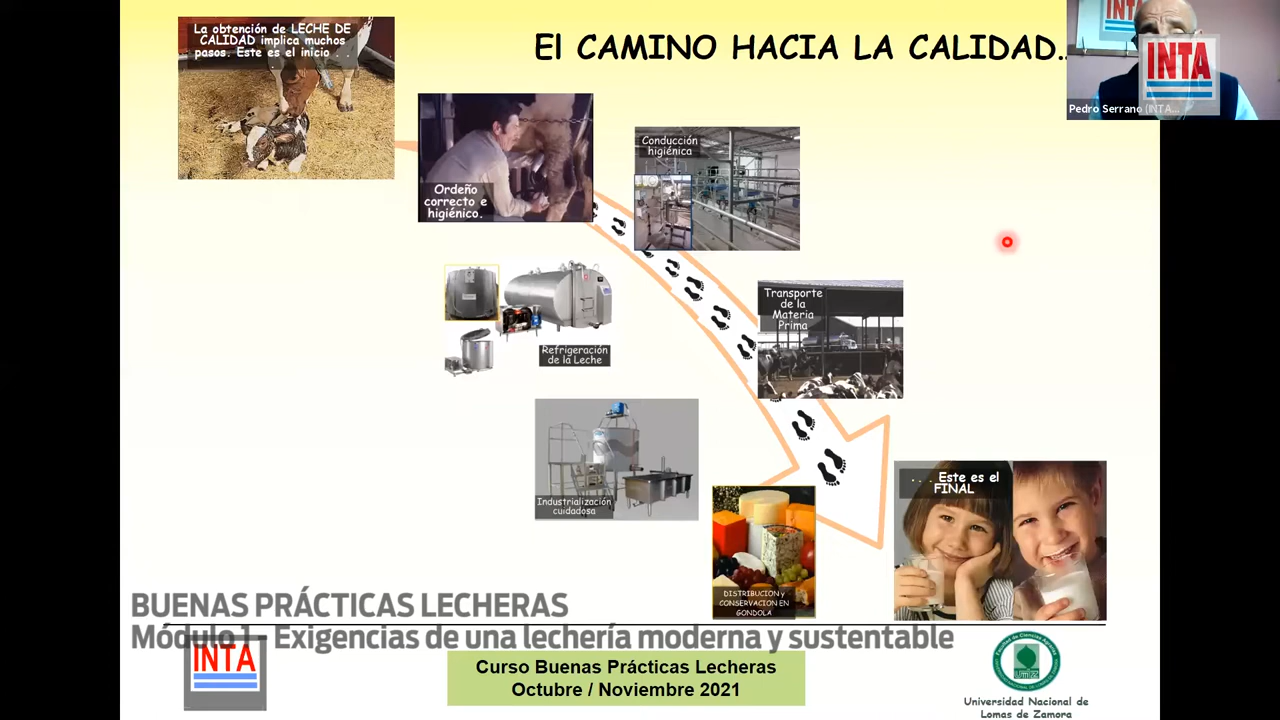 La obtención de LECHE DE
CALIDAD implica muchos
pasos. Este es el inicio . .
.
El CAMINO HACIA LA CALIDAD..
INTA
INTA
Pedro Serrano (INTA...
Ordeño
correcto e
higiénico.
Conducción
higiénica
Transporte
de la
Materia
Prima
Refrigeración
de la Leche
Industrialización
cuidadosa
DISTRIBUCION y
CONSERVACION EN
GONDOLA
. . . Este es el
FINAL
BUENAS PRÁCTICAS LECHERAS
Módulo 1 - Exigencias de una lechería moderna y sustentable
INTA
Curso Buenas Prácticas Lecheras
Octubre / Noviembre 2021
Universidad Nacional de
Lomas de Zamora